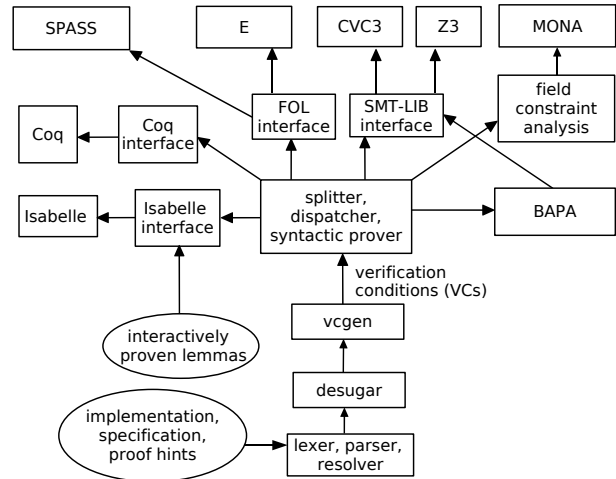 SPASS
E
CVC3
Z3
MONA
FOL
interface
SMT-LIB
interface
field
constraint
analysis
Coq
Coq
interface
Isabelle
Isabelle
interface
splitter,
dispatcher,
syntactic prover
BAPA
verification
conditions (VCs)
vcgen
interactively
proven lemmas
desugar
implementation,
specification,
proof hints
lexer, parser,
resolver